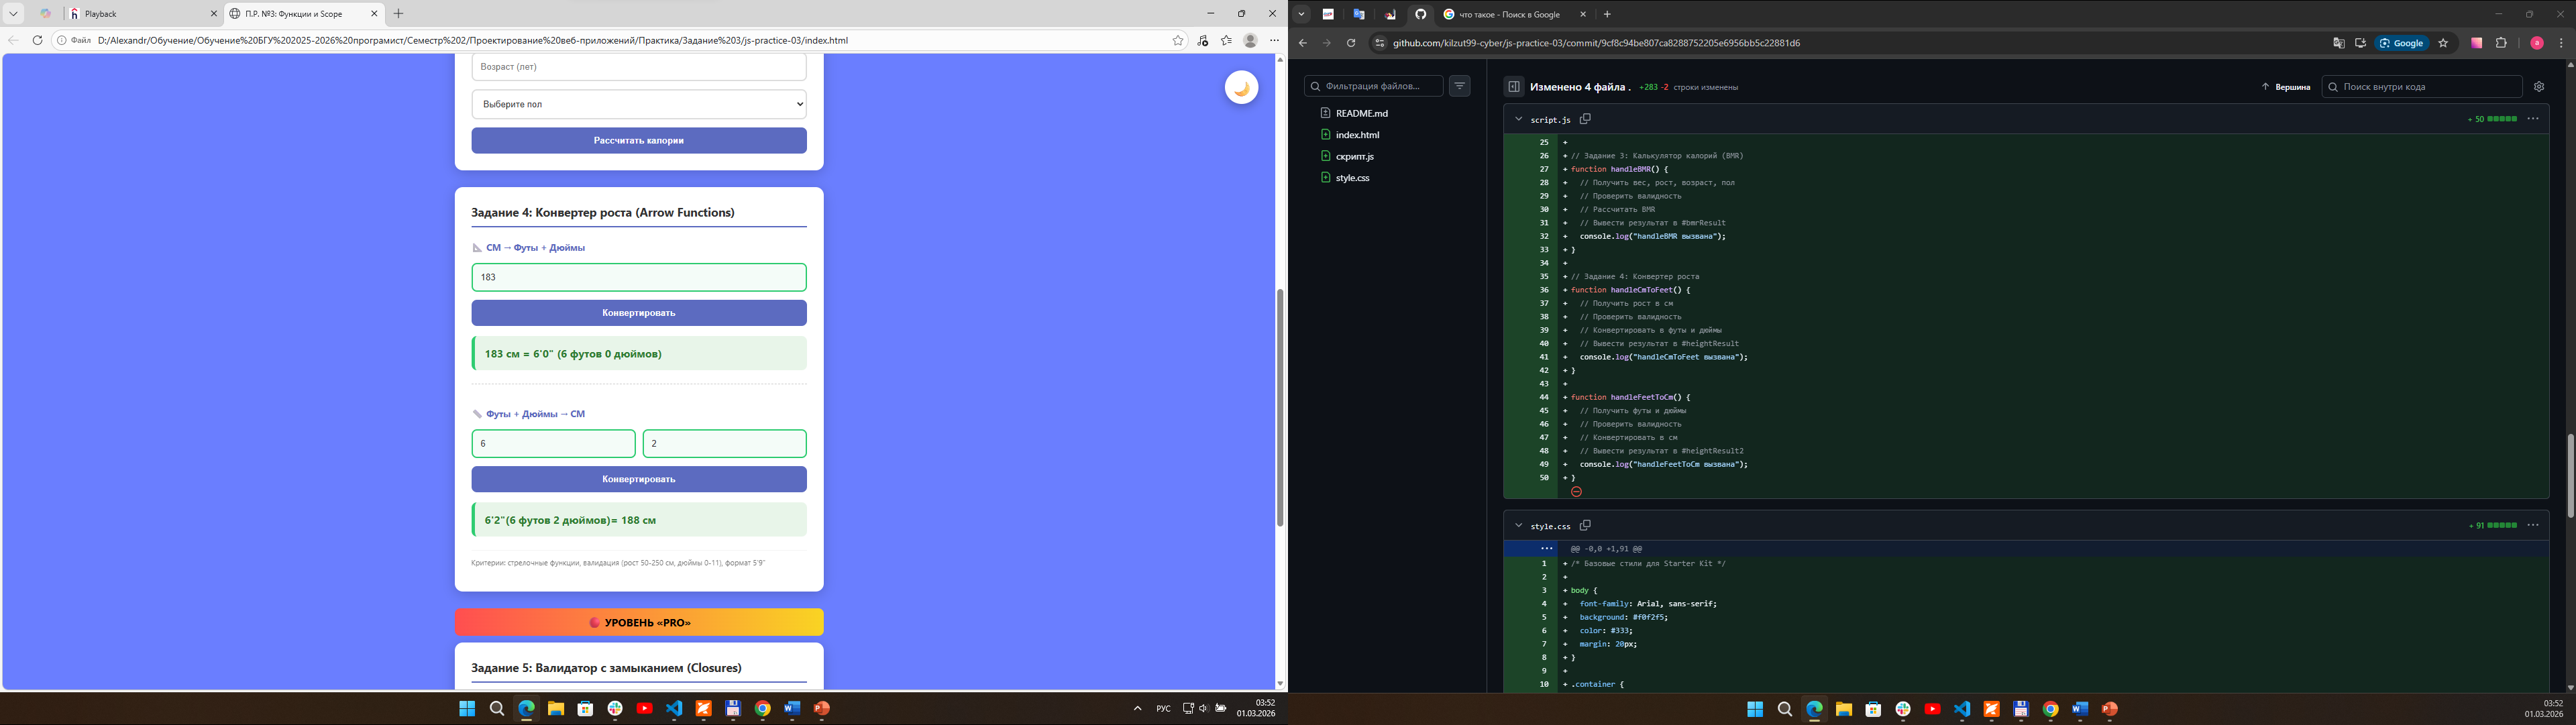 Playback
П.Р. №3: Функции и Scope
Файл
D:/Alexandr/Обучение/Обучение%20БГУ%202025-2026%20програмист/Семестр%202/Проектирование%20веб-приложений/Практика/Задание%203/js-practice-03/index.html
Возраст (лет)
Выберите пол
Рассчитать калории
Задание 4: Конвертер роста (Arrow Functions)
📐 СМ → Футы + Дюймы
183
Конвертировать
183 см = 6'0" (6 футов 0 дюймов)
📏 Футы + Дюймы → СМ
6
2
Конвертировать
6'2"(6 футов 2 дюймов)= 188 см
Критерии: стрелочные функции, валидация (рост 50-250 см, дюймы 0-11), формат 5'9"
УРОВЕНЬ «PRO»
Задание 5: Валидатор с замыканием (Closures)
РУС
03:52
01.03.2026
что такое - Поиск в Google
github.com/kilzut99-cyber/js-practice-03/commit/9cf8c94be807ca8288752205e6956bb5c22881d6
Google
Фильтрация файлов...
README.md
index.html
скрипт.js
style.css
Изменено 4 файла .
+283 -2 строки изменены
Вершина
Поиск внутри кода
script.js
+ 50
25 +
26 + // Задание 3: Калькулятор калорий (BMR)
27 + function handleBMR() {
28 + // Получить вес, рост, возраст, пол
29 + // Проверить валидность
30 + // Рассчитать BMR
31 + // Вывести результат в #bmrResult
32 + console.log("handleBMR вызвана");
33 + }
34 +
35 + // Задание 4: Конвертер роста
36 + function handleCmToFeet() {
37 + // Получить рост в см
38 + // Проверить валидность
39 + // Конвертировать в футы и дюймы
40 + // Вывести результат в #heightResult
41 + console.log("handleCmToFeet вызвана");
42 + }
43 +
44 + function handleFeetToCm() {
45 + // Получить футы и дюймы
46 + // Проверить валидность
47 + // Конвертировать в см
48 + // Вывести результат в #heightResult2
49 + console.log("handleFeetToCm вызвана");
50 + }
style.css
+ 91
@@ -0,0 +1,91 @@
1 + /* Базовые стили для Starter Kit */
2 +
3 + body {
4 + font-family: Arial, sans-serif;
5 + background: #f0f2f5;
6 + color: #333;
7 + margin: 20px;
8 + }
9 +
10 + .container {
03:52
01.03.2026